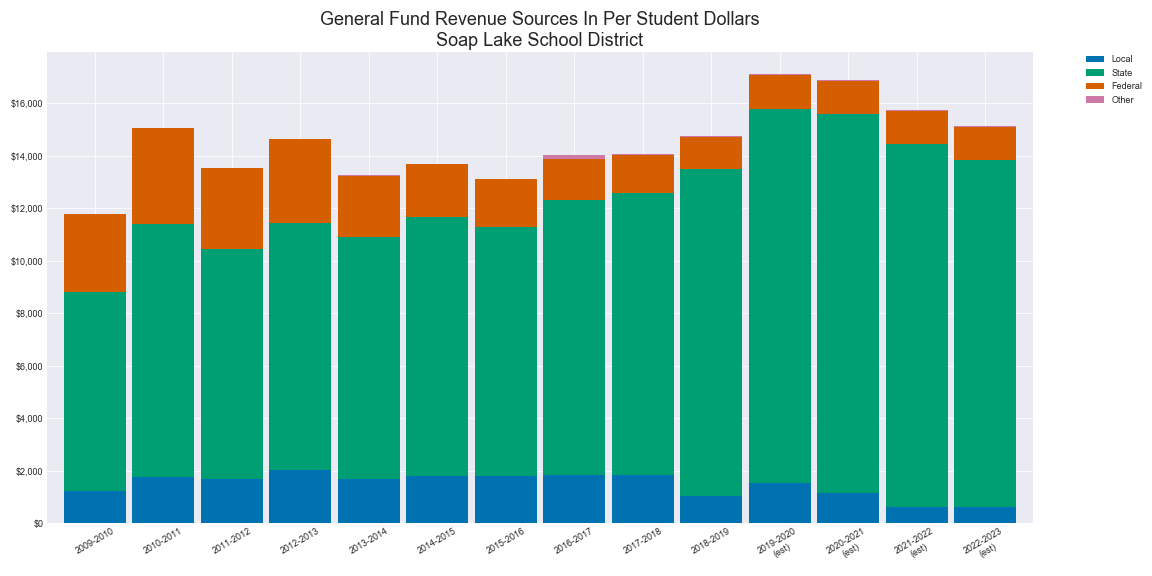 General Fund Revenue Sources In Per Student Dollars
Soap Lake School District
Local
State
Federal
Other
$16,000
$14,000
$12,000
$10,000
$8,000
$6,000
$4,000
$2,000
$0
2009-2010
2010-2011
2011-2012
2012-2013
2013-2014
2014-2015
2015-2016
2016-2017
2017-2018
2018-2019
2019-2020
(est)
2020-2021
(est)
2021-2022
(est)
2022-2023
(est)